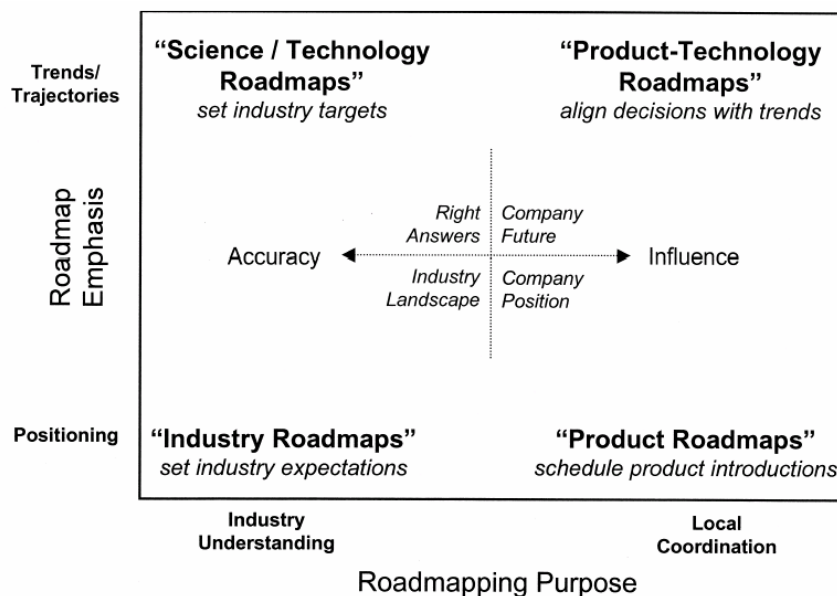 Trends/
Trajectories
“Science / Technology
Roadmaps”
set industry targets
“Product-Technology
Roadmaps”
align decisions with trends
Roadmap
Emphasis
Right
Answers
Company
Future
Accuracy
Influence
Industry
Landscape
Company
Position
Positioning
“Industry Roadmaps”
set industry expectations
“Product Roadmaps”
schedule product introductions
Industry
Understanding
Local
Coordination
Roadmapping Purpose